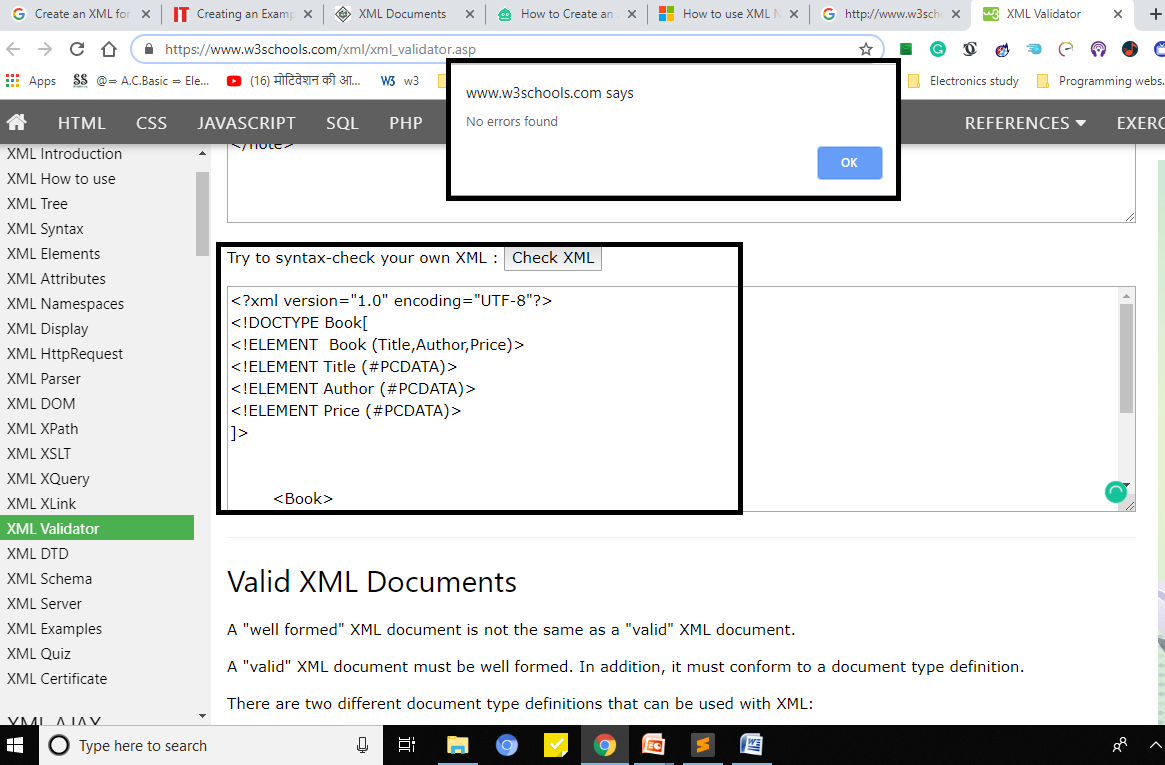 Create an XML for
Creating an Examp
XML Documents
How to Create an
How to use XML N
http://www.w3scho
XML Validator
https://www.w3schools.com/xml/xml_validator.asp
Apps
@⇒ A.C.Basic ⇒ Ele...
(16) मोटिवेशन की आ...
w3
Electronics study
Programming webs.
www.w3schools.com says
No errors found
OK
HTML CSS JAVASCRIPT SQL PHP REFERENCES EXERC
XML Introduction
XML How to use
XML Tree
XML Syntax
XML Elements
XML Attributes
XML Namespaces
XML Display
XML HttpRequest
XML Parser
XML DOM
XML XPath
XML XSLT
XML XQuery
XML XLink
XML Validator
XML DTD
XML Schema
XML Server
XML Examples
XML Quiz
XML Certificate
XML AJAX
</note>
Try to syntax-check your own XML : Check XML
<?xml version="1.0" encoding="UTF-8"?>
<!DOCTYPE Book[
<!ELEMENT  Book (Title,Author,Price)>
<!ELEMENT Title (#PCDATA)>
<!ELEMENT Author (#PCDATA)>
<!ELEMENT Price (#PCDATA)>
]>
<Book>
Valid XML Documents
A "well formed" XML document is not the same as a "valid" XML document.
A "valid" XML document must be well formed. In addition, it must conform to a document type definition.
There are two different document type definitions that can be used with XML:
Type here to search